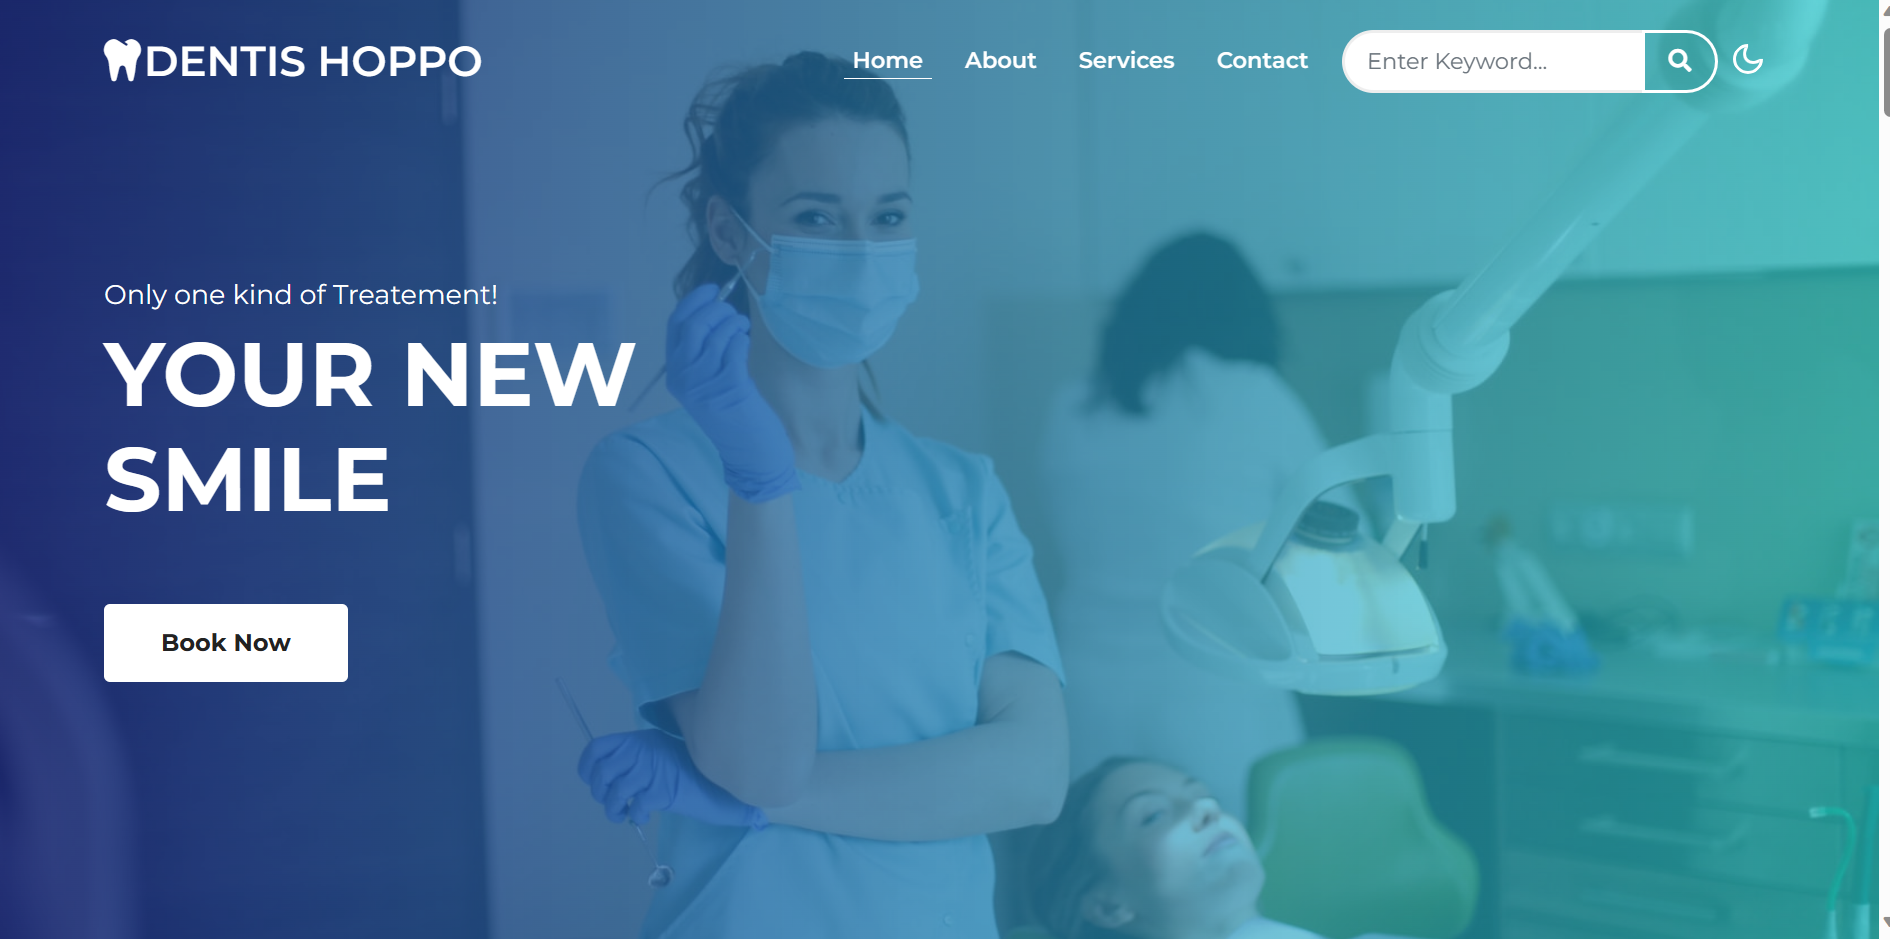 DENTIS HOPPO
Home About Services Contact Enter Keyword...
Only one kind of Treatement!
YOUR NEW
SMILE
Book Now